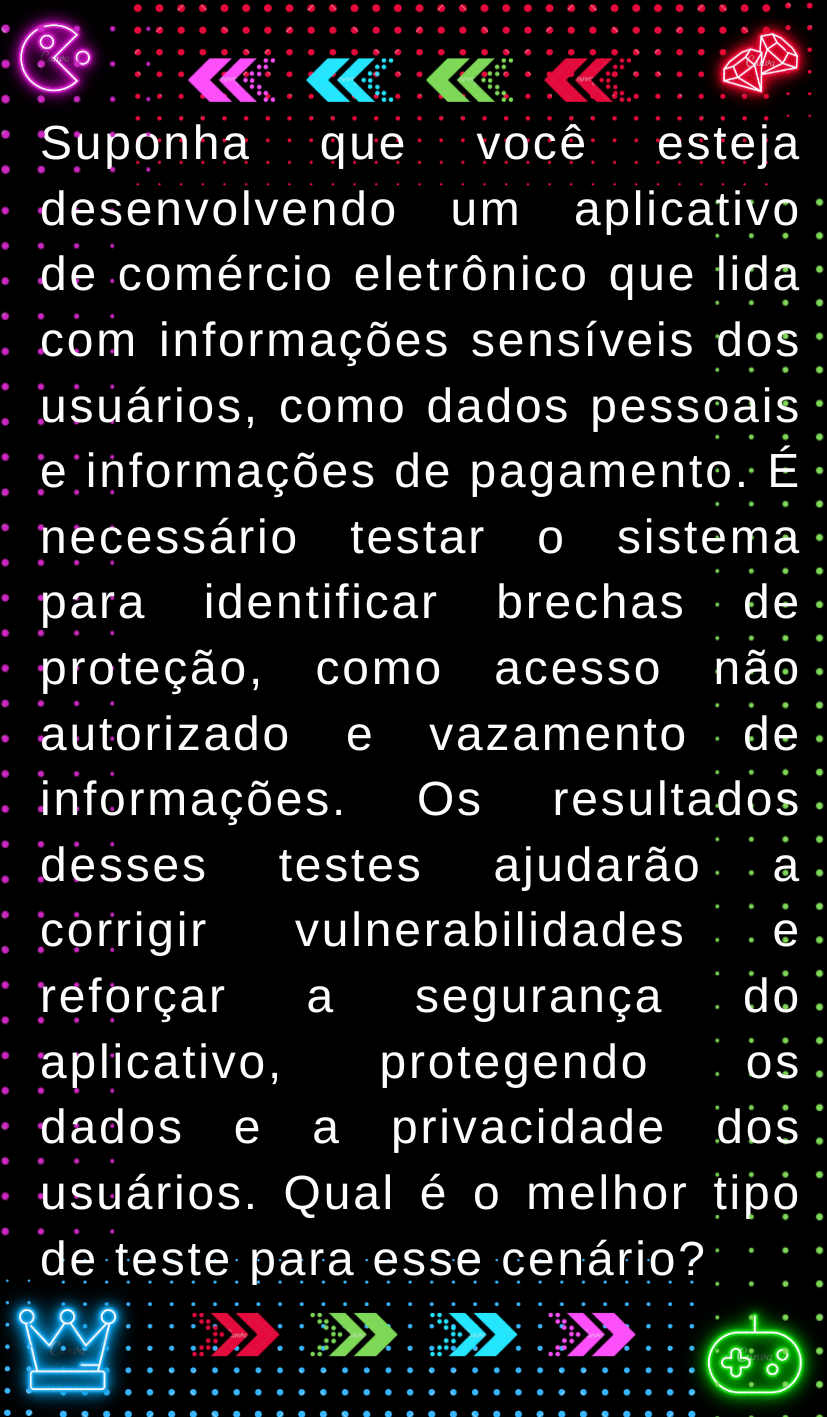 Suponha que você esteja
desenvolvendo um aplicativo
de comércio eletrônico que lida
com informações sensíveis dos
usuários, como dados pessoais
e informações de pagamento. É
necessário testar o sistema
para identificar brechas de
proteção, como acesso não
autorizado e vazamento de
informações. Os resultados
desses testes ajudarão a
corrigir vulnerabilidades e
reforçar a segurança do
aplicativo, protegendo os
dados e a privacidade dos
usuários. Qual é o melhor tipo
de teste para esse cenário?